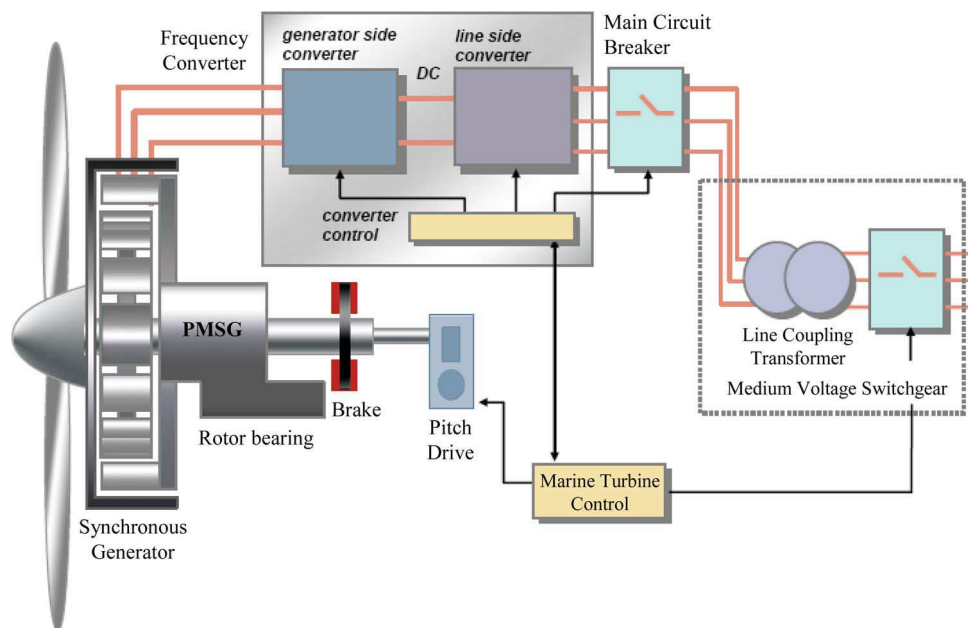 Frequency
Converter
generator side
converter
DC
line side
converter
Main Circuit
Breaker
converter
control
PMSG
Brake
Rotor bearing
Pitch
Drive
Synchronous
Generator
Line Coupling
Transformer
Medium Voltage Switchgear
Marine Turbine
Control